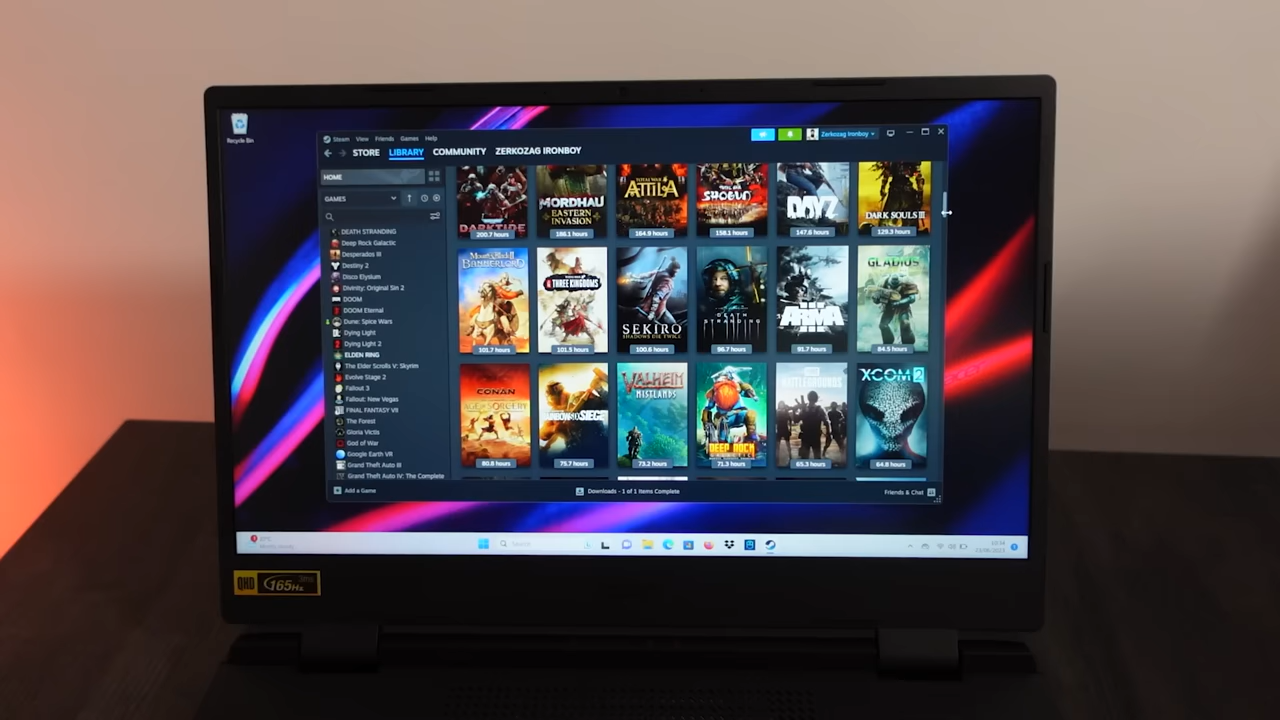 Recycle Bin
Steam View Friends Games Help
Zerkozag Ironboy
STORE LIBRARY COMMUNITY ZERKOZAG IRONBOY
HOME
GAMES
DEATH STRANDING
Deep Rock Galactic
Desperados III
Destiny 2
Disco Elysium
Divinity: Original Sin 2
DOOM
DOOM Eternal
Dune: Spice Wars
Dying Light
Dying Light 2
ELDEN RING
The Elder Scrolls V: Skyrim
Evolve Stage 2
Fallout 3
Fallout: New Vegas
FINAL FANTASY VII
The Forest
Gloria Victis
God of War
Google Earth VR
Grand Theft Auto III
Grand Theft Auto IV: The Complete
DARKTIDE
MORDHAU
EASTERN
INVASION
TOTAL WAR
ATTILA
SHOGUN
DAYZ
DARK SOULS III
200.7 hours
188.1 hours
164.9 hours
158.1 hours
147.6 hours
129.3 hours
BANNERLORD
THREE KINGDOMS
SEKIRO
SHADOWS DIE TWICE
DEATH
STRANDING
ARMA
III
GLADIUS
101.7 hours
101.5 hours
100.6 hours
96.7 hours
91.7 hours
84.5 hours
CONAN
AGE OF SORCERY
SIEGE
VALHEIM
MISTLANDS
DEEP ROCK
BATTLEGROUNDS
XCOM 2
80.8 hours
75.7 hours
73.2 hours
71.3 hours
65.3 hours
64.8 hours
Add a Game
Downloads - 1 of 1 Items Complete
Friends & Chat
Search
QHD 165Hz